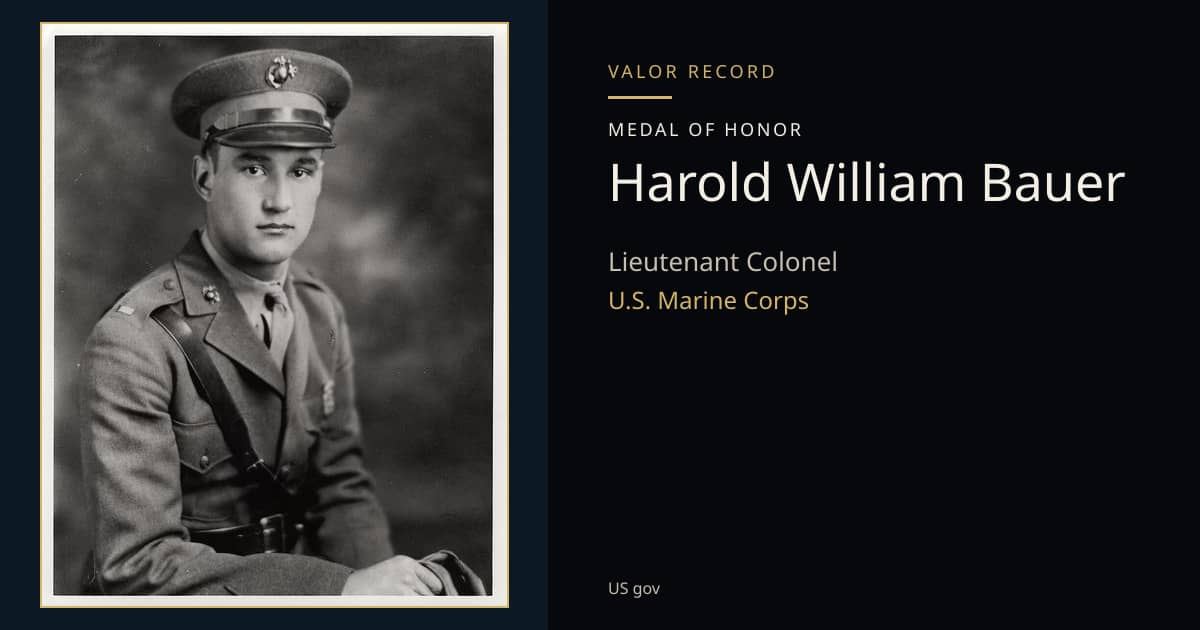 VALOR RECORD
MEDAL OF HONOR
Harold William Bauer
Lieutenant Colonel
U.S. Marine Corps
US gov